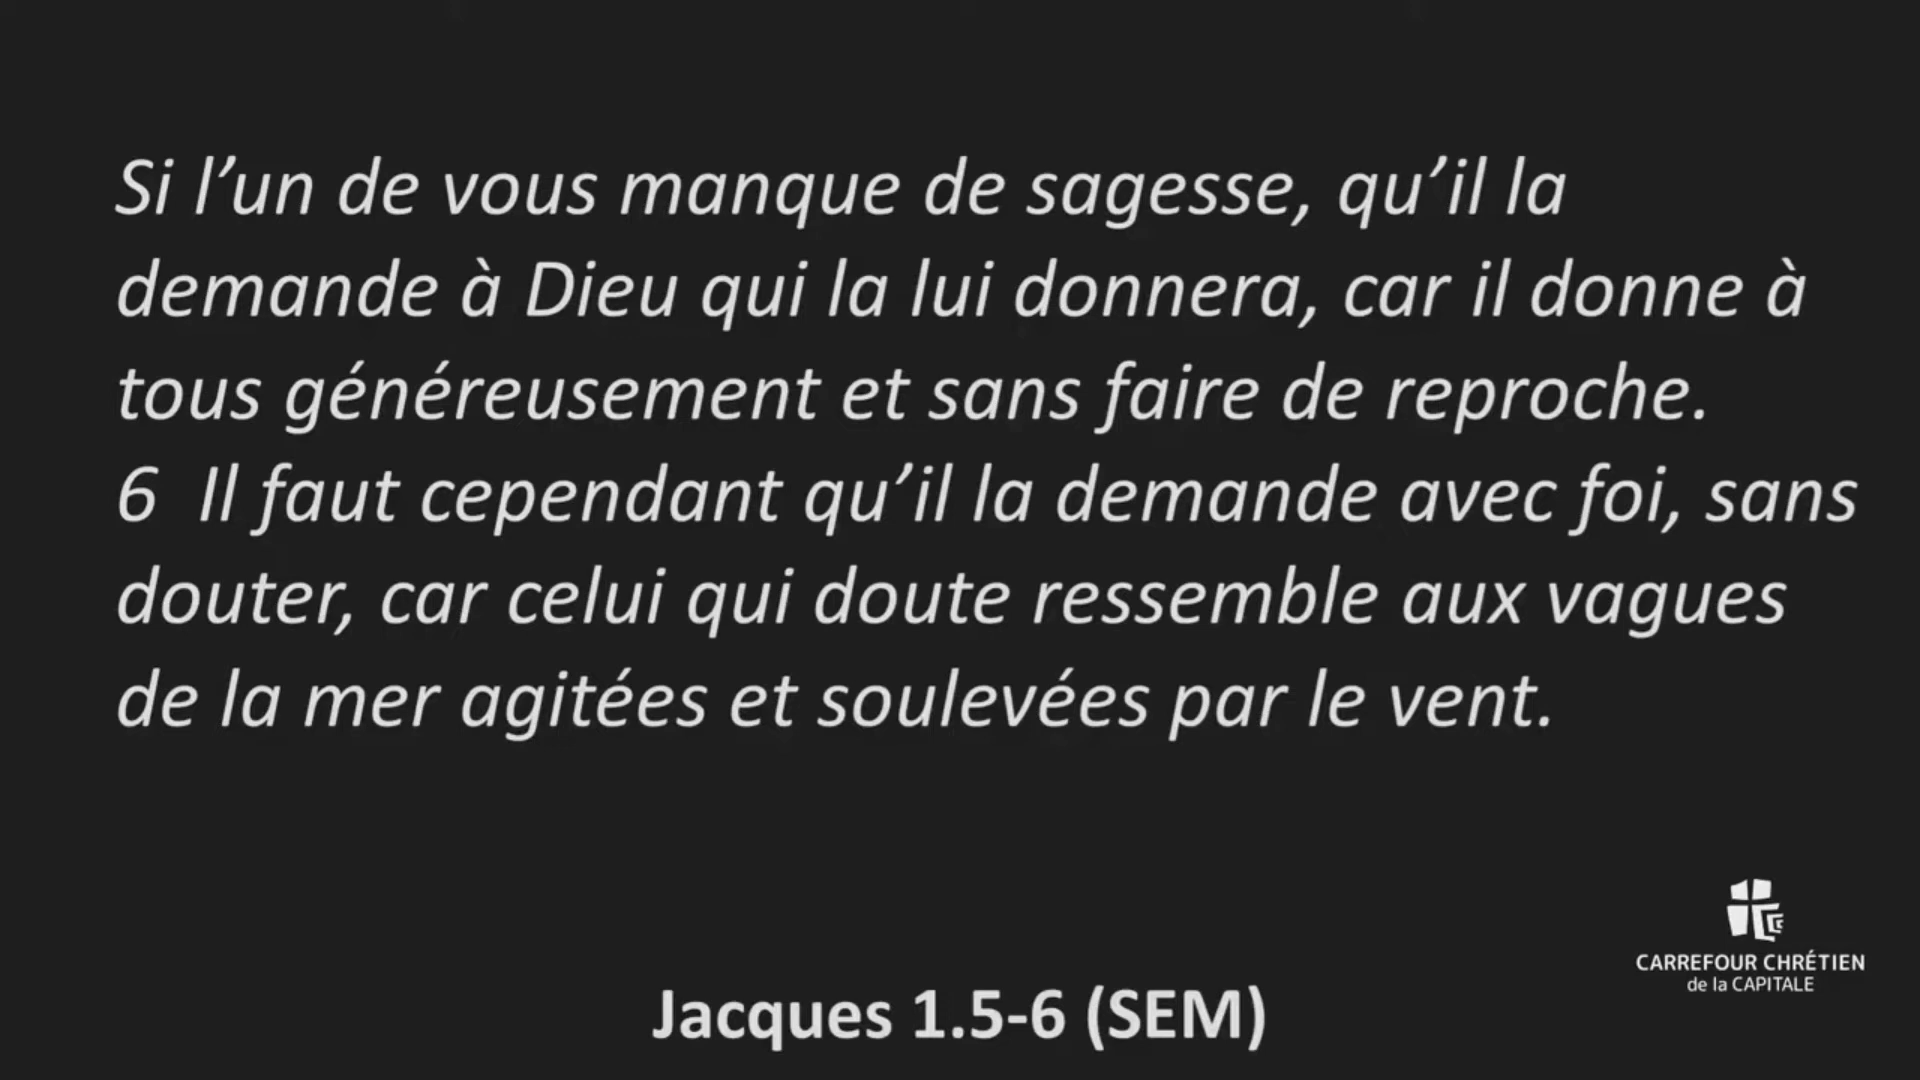 Si l’un de vous manque de sagesse, qu’il la
demande à Dieu qui la lui donnera, car il donne à
tous généreusement et sans faire de reproche.
6  Il faut cependant qu’il la demande avec foi, sans
douter, car celui qui doute ressemble aux vagues
de la mer agitées et soulevées par le vent.
CARREFOUR CHRÉTIEN
de la CAPITALE
Jacques 1.5-6 (SEM)